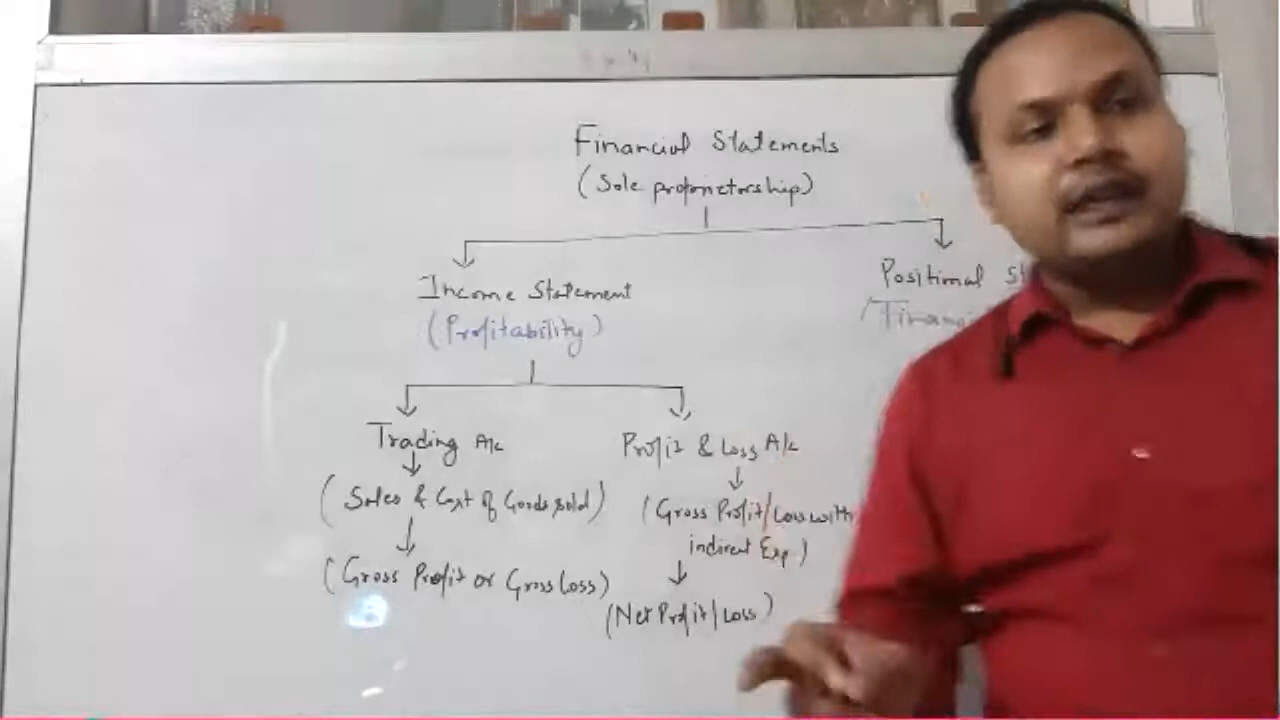 Financial Statements
(Sole proprietorship)
Income Statement
(Profitability)
Positional
Trading A/c
Profit & Loss A/c
(Sales & Cost of Goods sold)
(Gross Profit/Loss with
indirect Exp.)
(Gross Profit or Gross Loss)
(Net Profit/Loss)